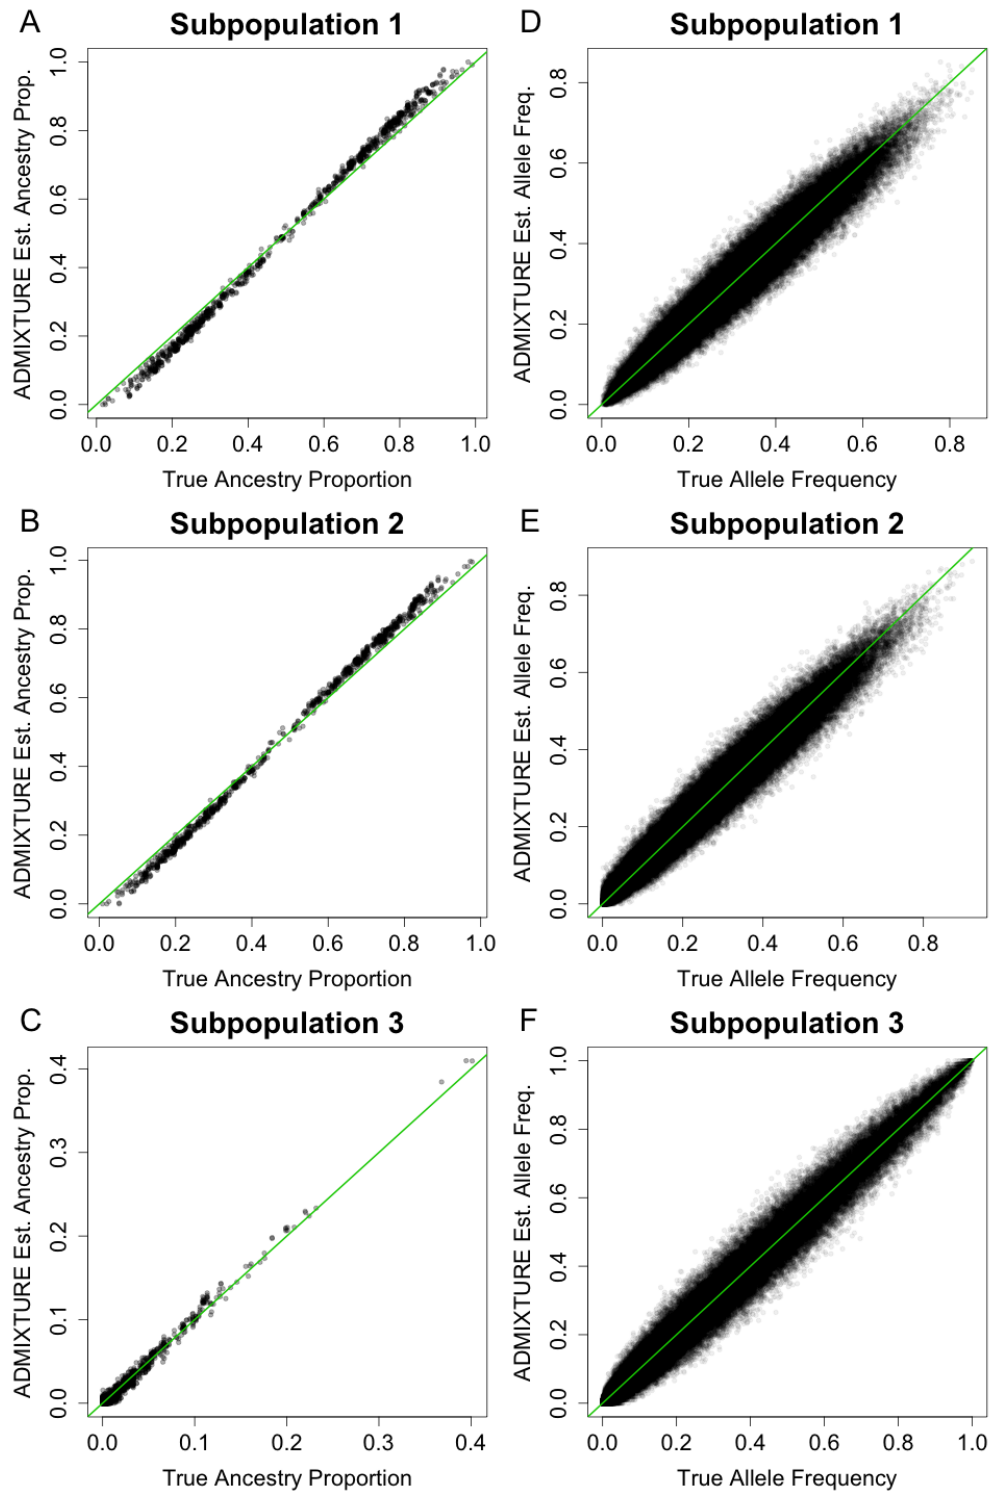 A
Subpopulation 1
ADMIXTURE Est. Ancestry Prop.
0.0 0.2 0.4 0.6 0.8 1.0
0.0 0.2 0.4 0.6 0.8 1.0
True Ancestry Proportion
D
Subpopulation 1
ADMIXTURE Est. Allele Freq.
0.0 0.2 0.4 0.6 0.8
0.0 0.2 0.4 0.6 0.8
True Allele Frequency
B
Subpopulation 2
ADMIXTURE Est. Ancestry Prop.
0.0 0.2 0.4 0.6 0.8 1.0
0.0 0.2 0.4 0.6 0.8 1.0
True Ancestry Proportion
E
Subpopulation 2
ADMIXTURE Est. Allele Freq.
0.0 0.2 0.4 0.6 0.8
0.0 0.2 0.4 0.6 0.8
True Allele Frequency
C
Subpopulation 3
ADMIXTURE Est. Ancestry Prop.
0.0 0.1 0.2 0.3 0.4
0.0 0.1 0.2 0.3 0.4
True Ancestry Proportion
F
Subpopulation 3
ADMIXTURE Est. Allele Freq.
0.0 0.2 0.4 0.6 0.8 1.0
0.0 0.2 0.4 0.6 0.8 1.0
True Allele Frequency